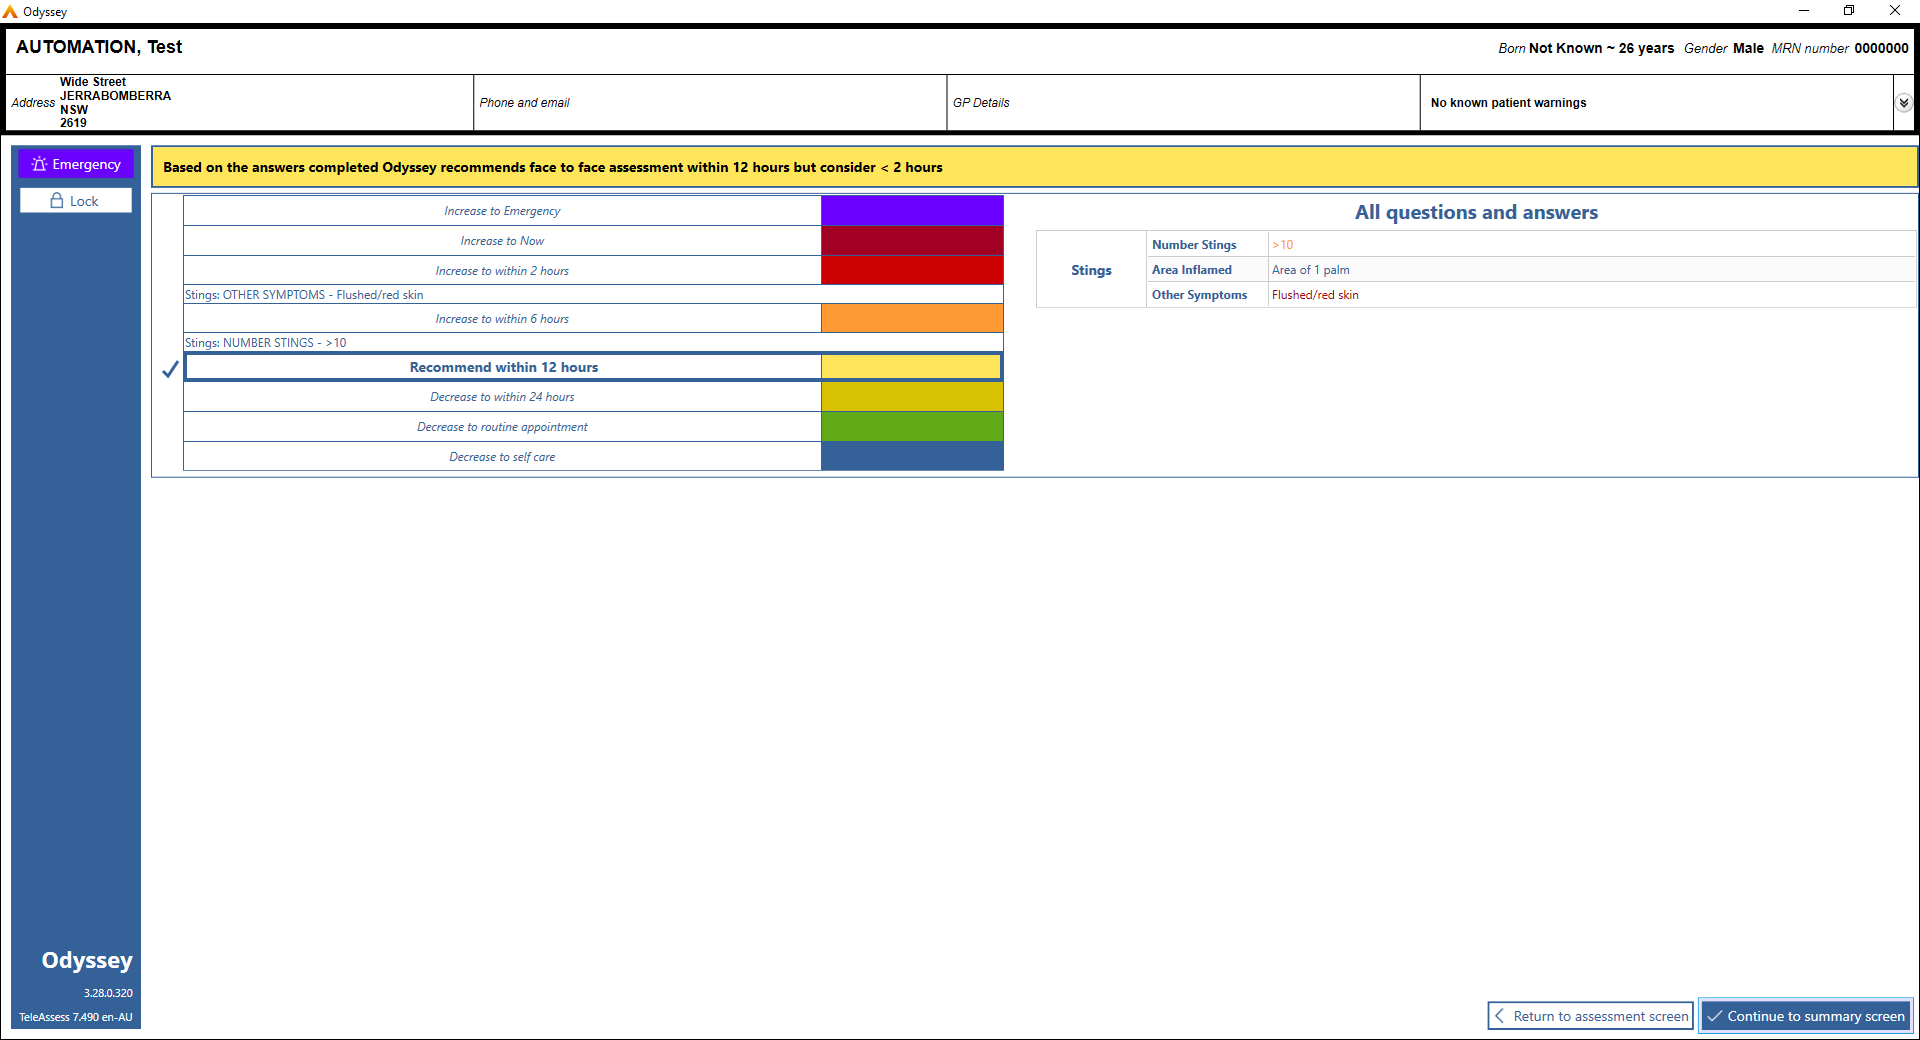 Odyssey
AUTOMATION, Test
Born Not Known ~ 26 years Gender Male MRN number 0000000
Address
Wide Street
JERRABOMBERRA
NSW
2619
Phone and email
GP Details
No known patient warnings
Emergency
Lock
Based on the answers completed Odyssey recommends face to face assessment within 12 hours but consider < 2 hours
Increase to Emergency
Increase to Now
Increase to within 2 hours
Stings: OTHER SYMPTOMS - Flushed/red skin
Increase to within 6 hours
Stings: NUMBER STINGS - >10
Recommend within 12 hours
Decrease to within 24 hours
Decrease to routine appointment
Decrease to self care
All questions and answers
Stings
Number Stings >10
Area Inflamed Area of 1 palm
Other Symptoms Flushed/red skin
Odyssey
3.28.0.320
TeleAssess 7.490 en-AU
Return to assessment screen
Continue to summary screen